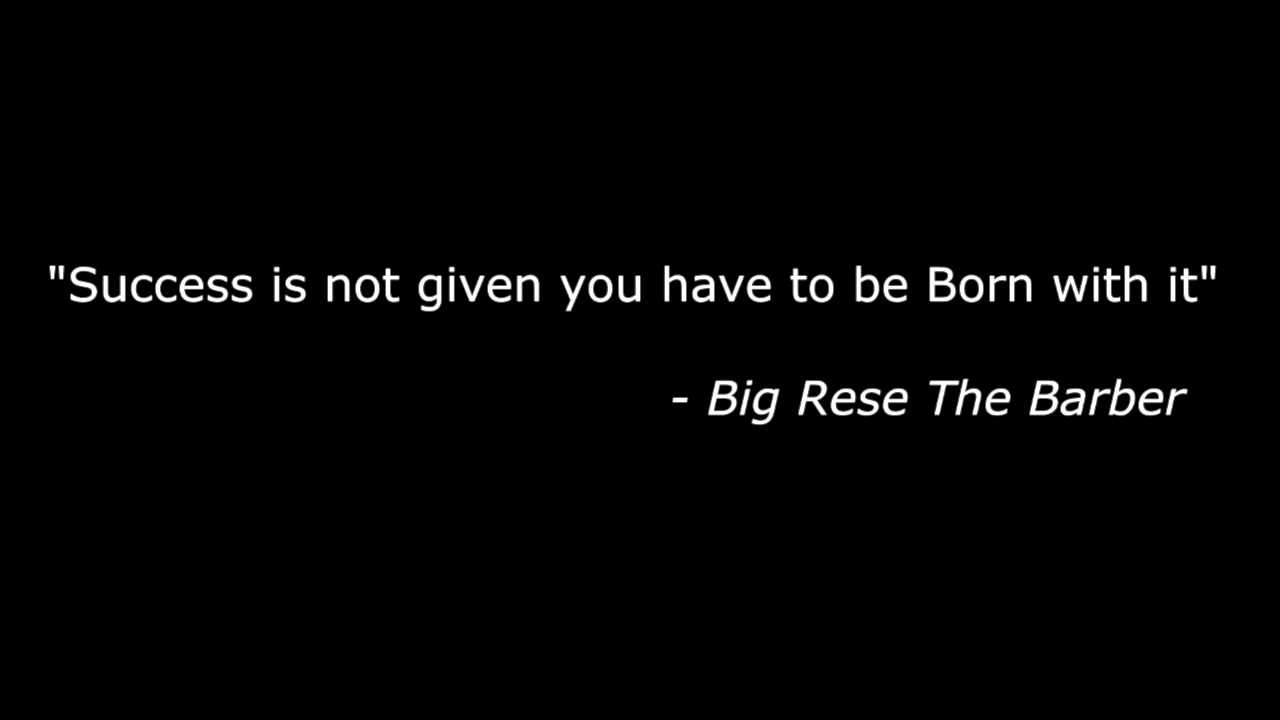 "Success is not given you have to be Born with it"
- Big Rese The Barber